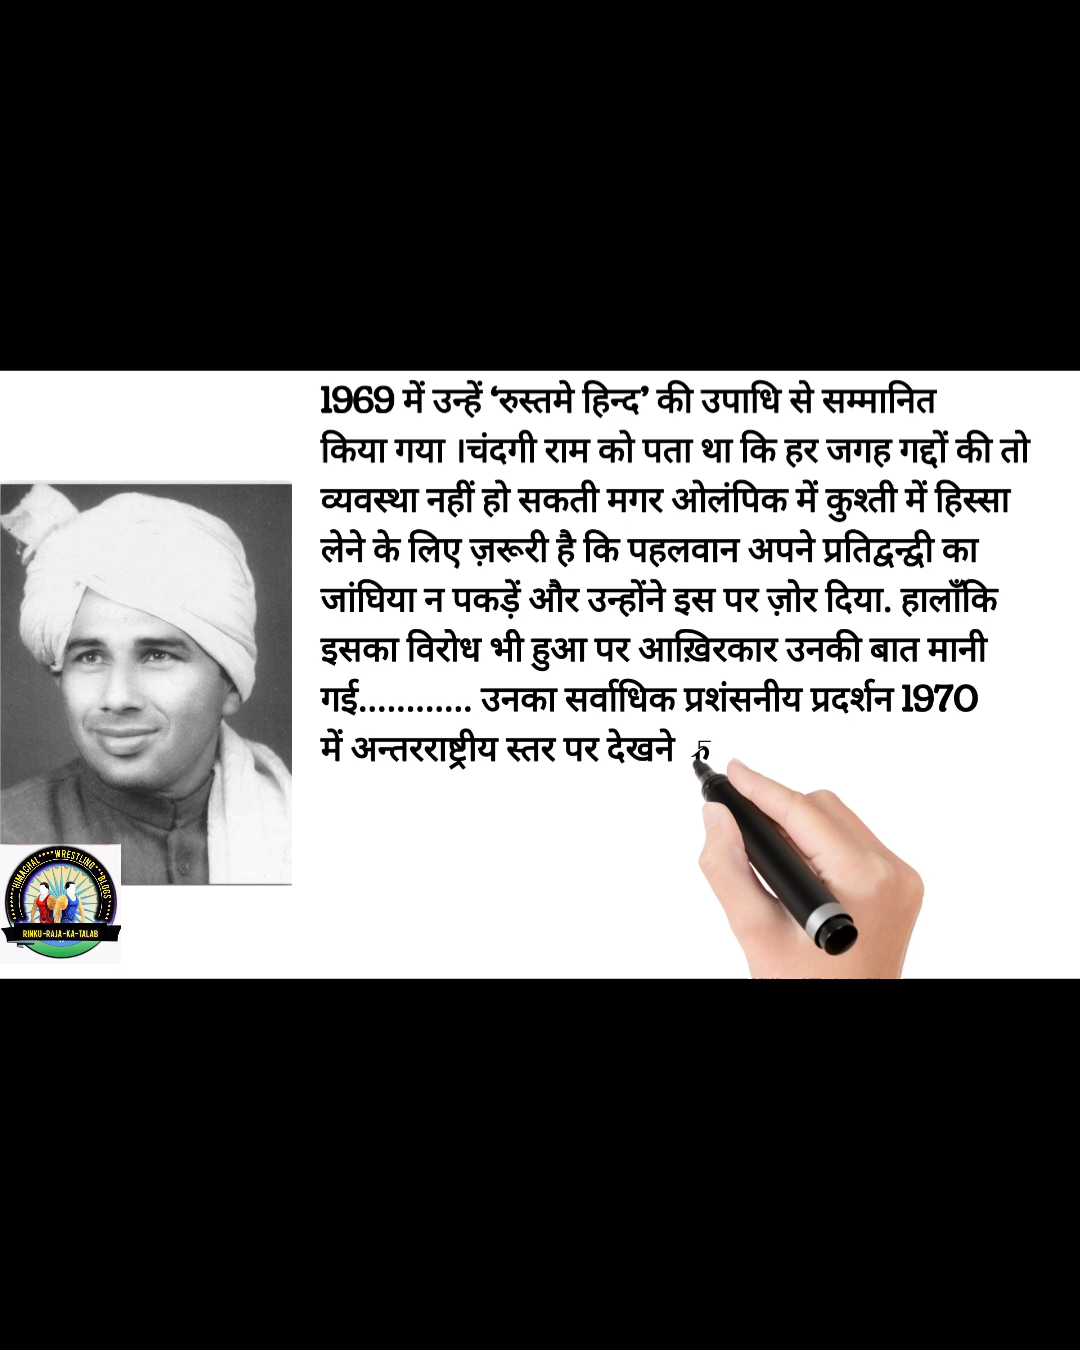 1969 में उन्हें ‘रुस्तमे हिन्द’ की उपाधि से सम्मानित
किया गया ।चंदगी राम को पता था कि हर जगह गद्दों की तो
व्यवस्था नहीं हो सकती मगर ओलंपिक में कुश्ती में हिस्सा
लेने के लिए ज़रूरी है कि पहलवान अपने प्रतिद्वन्द्वी का
जांघिया न पकड़ें और उन्होंने इस पर ज़ोर दिया. हालाँकि
इसका विरोध भी हुआ पर आख़िरकार उनकी बात मानी
गई............ उनका सर्वाधिक प्रशंसनीय प्रदर्शन 1970
में अन्तरराष्ट्रीय स्तर पर देखने
HIMACHAL****WRESTLING***BLOGS
RINKU-RAJA-KA-TALAB